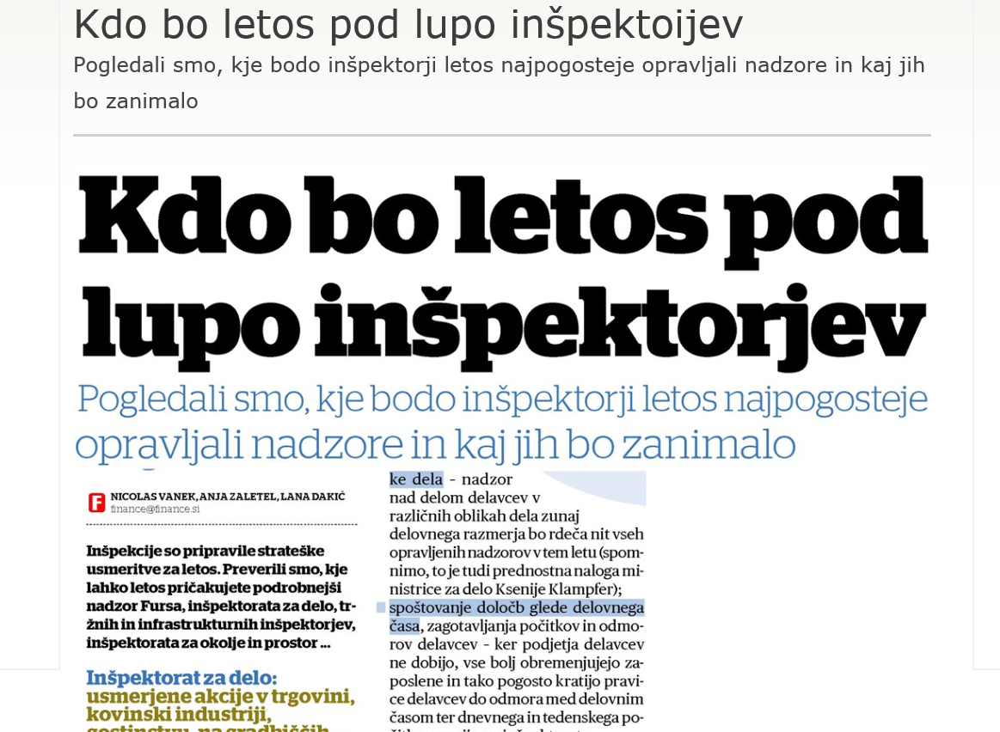 Kdo bo letos pod lupo inšpektoijev
Pogledali smo, kje bodo inšpektorji letos najpogosteje opravljali nadzore in kaj jih
bo zanimalo
Kdo bo letos pod
lupo inšpektorjev
Pogledali smo, kje bodo inšpektorji letos najpogosteje
opravljali nadzore in kaj jih bo zanimalo
F
NICOLAS VANEK, ANJA ZALETEL, LANA DAKIĆ
finance@finance.si
Inšpekcije so pripravile strateške
usmeritve za letos. Preverili smo, kje
lahko letos pričakujete podrobnejši
nadzor Fursa, inšpektorata za delo, tr-
žnih in infrastrukturnih inšpektorjev,
inšpektorata za okolje in prostor ...
Inšpektorat za delo:
usmerjene akcije v trgovini,
kovinski industriji,
gostinstvu, na gradbiščih
ke dela – nadzor
nad delom delavcev v
različnih oblikah dela zunaj
delovnega razmerja bo rdeča nit vseh
opravljenih nadzorov v tem letu (spom-
nimo, to je tudi prednostna naloga mi-
nistrice za delo Ksenije Klampfer);
spoštovanje določb glede delovnega
časa, zagotavljanja počitkov in odmo-
rov delavcev – ker podjetja delavcev
ne dobijo, vse bolj obremenjujejo za-
poslene in tako pogosto kratijo pravi-
ce delavcev do odmora med delovnim
časom ter dnevnega in tedenskega po-